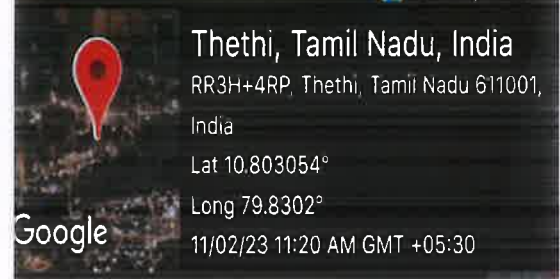 Thethi, Tamil Nadu, India
RR3H+4RP, Thethi, Tamil Nadu 611001,
India
Lat 10.803054°
Long 79.8302°
11/02/23 11:20 AM GMT +05:30
Google